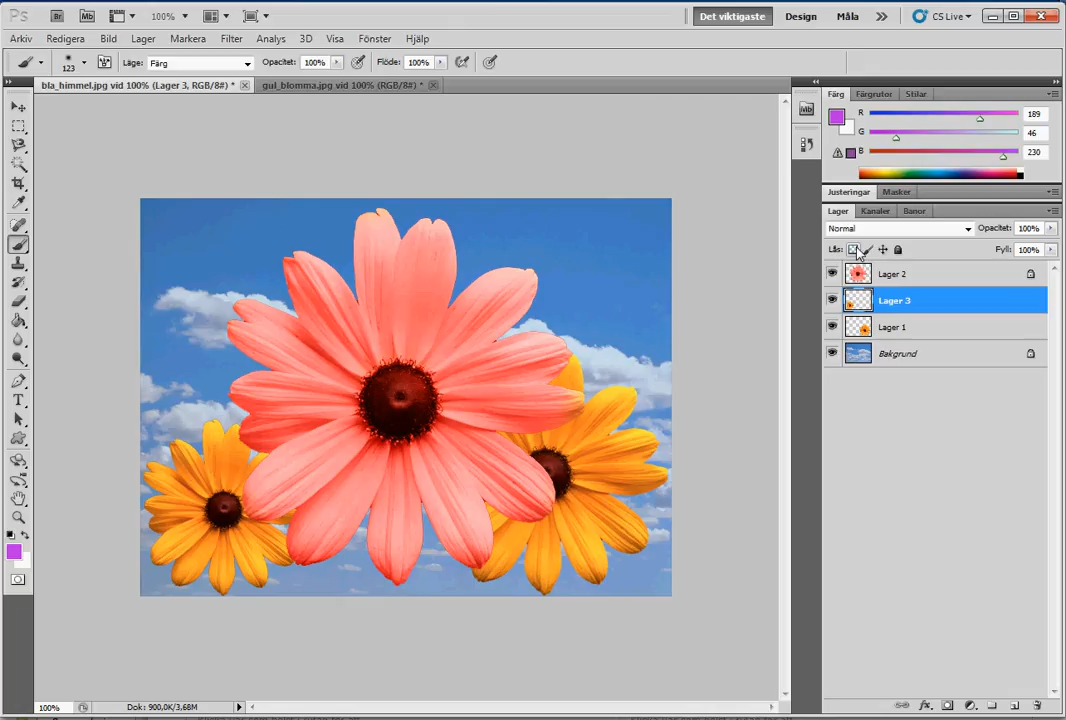 Ps Br Mb 100% Det viktigaste Design Måla CS Live
Arkiv Redigera Bild Lager Markera Filter Analys 3D Visa Fönster Hjälp
123 Läge: Färg Opacitet: 100% Flöde: 100%
bla_himmel.jpg vid 100% (Lager 3, RGB/8#) * gul_blomma.jpg vid 100% (RGB/8#) *
Färg Färgrutor Stilar
Mb
R 189
G 46
B 230
Justeringar Masker
Lager Kanaler Banor
Normal Opacitet: 100%
Lås: Fyll: 100%
Lager 2
Lager 3
Lager 1
Bakgrund
100% Dok: 900,0K/3,68M